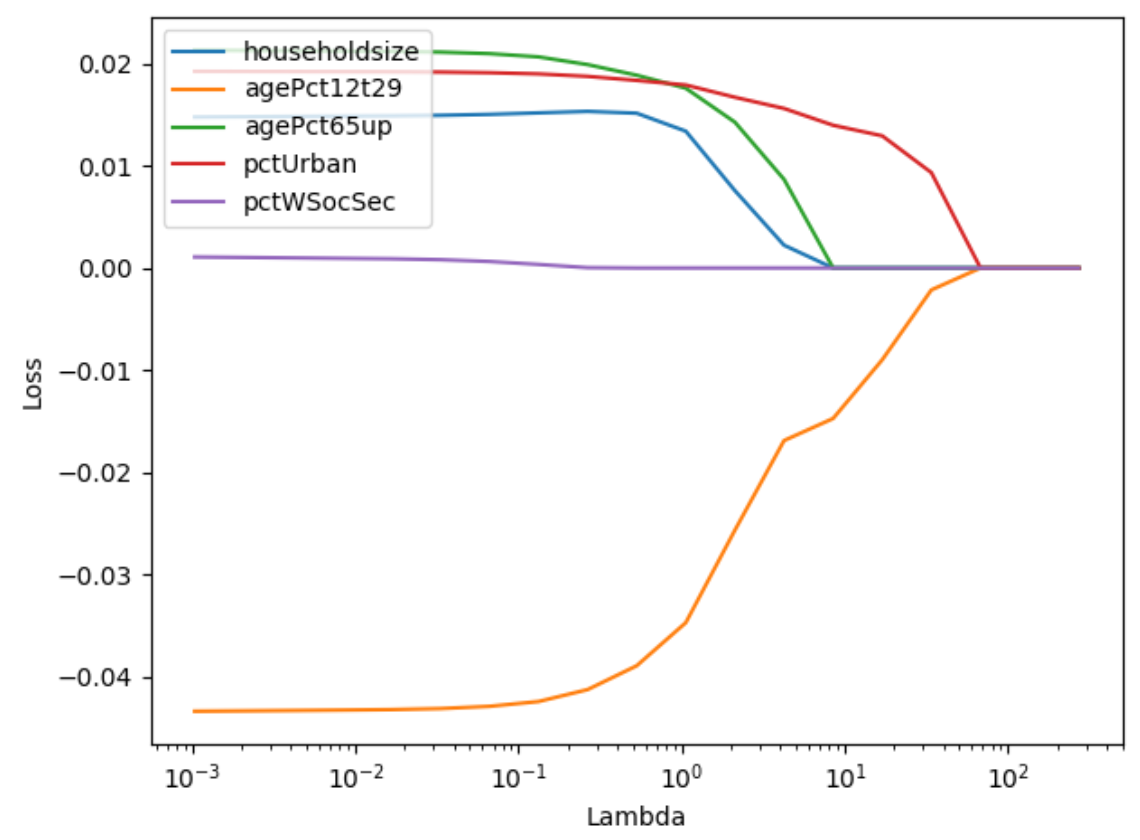 householdsize
agePct12t29
agePct65up
pctUrban
pctWSocSec
0.02
0.01
0.00
−0.01
−0.02
−0.03
−0.04
Loss
10⁻³ 10⁻² 10⁻¹ 10⁰ 10¹ 10²
Lambda